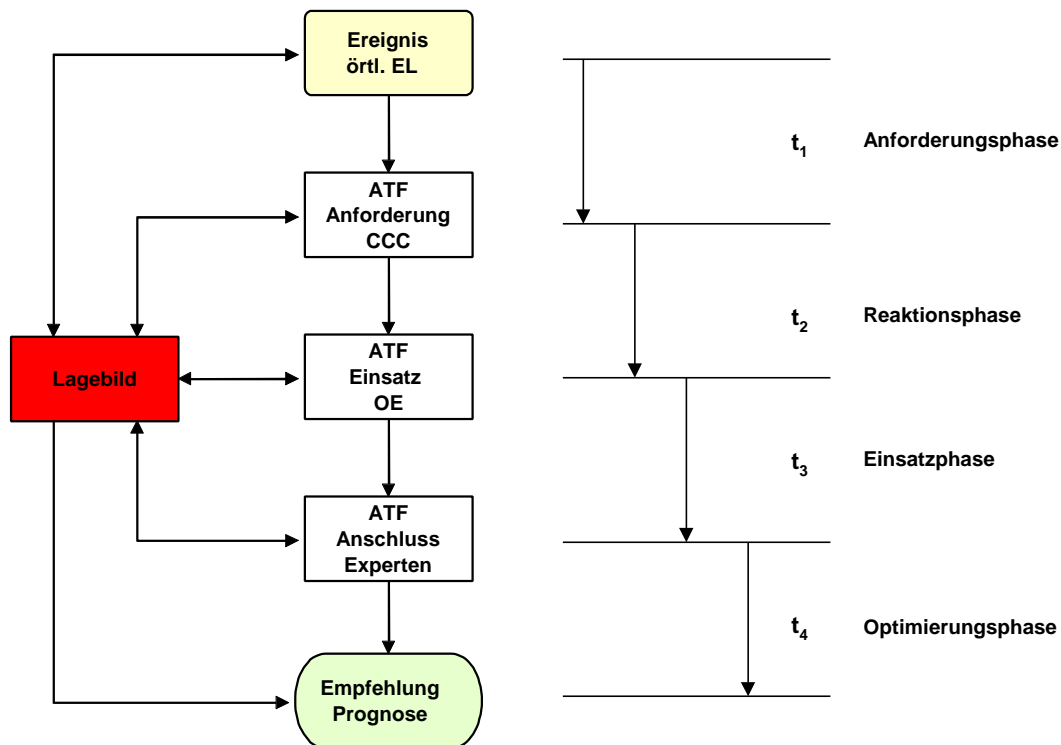 Ereignis
örtl. EL
ATF
Anforderung
CCC
ATF
Einsatz
OE
ATF
Anschluss
Experten
Empfehlung
Prognose
Lagebild
t1 Anforderungsphase
t2 Reaktionsphase
t3 Einsatzphase
t4 Optimierungsphase